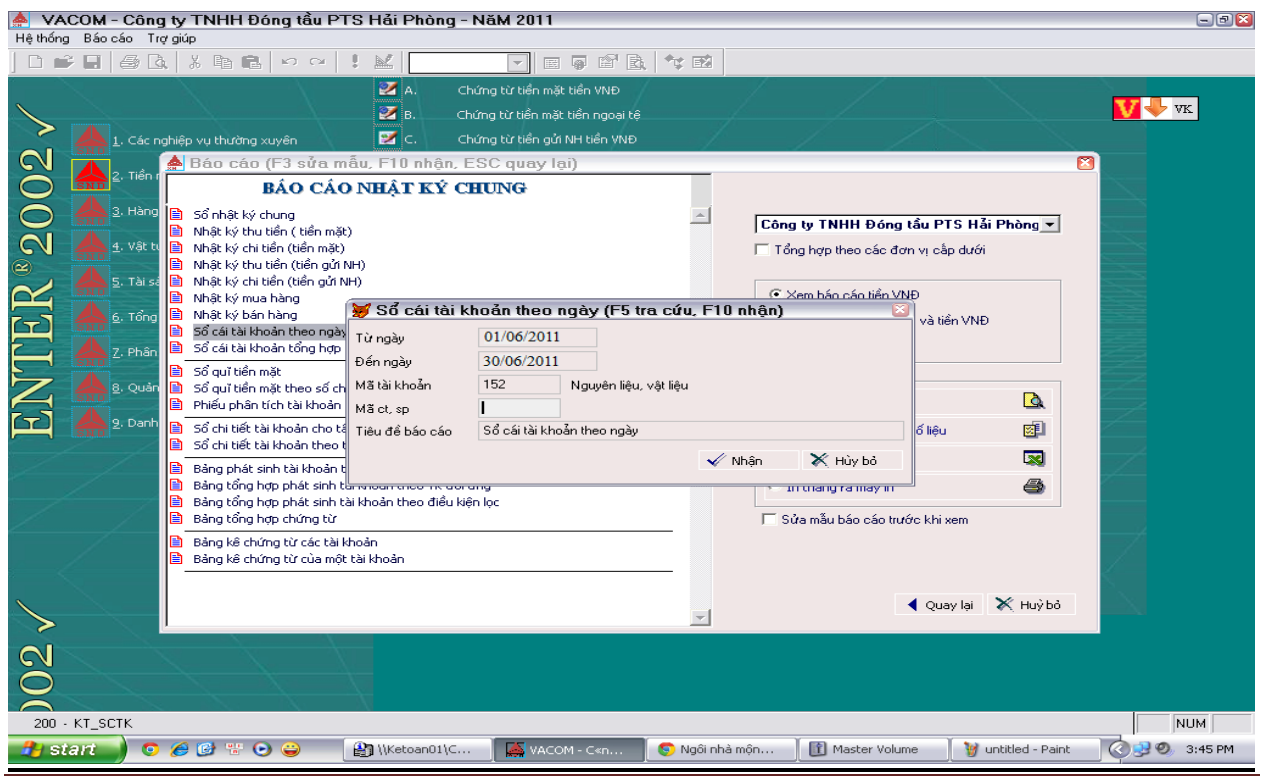 VACOM - Công ty TNHH Đóng tầu PTS Hải Phòng - NăM 2011
Hệ thống Báo cáo Trợ giúp
A. Chứng từ tiền mặt tiền VNĐ
B. Chứng từ tiền mặt tiền ngoại tệ
C. Chứng từ tiền gửi NH tiền VNĐ
V VK
ENTER ® 2002 V
002 V
1. Các nghiệp vụ thường xuyên
2. Tiền
3. Hàng
4. Vật tư
5. Tài sả
6. Tổng
7. Phân
8. Quản
9. Danh
Báo cáo (F3 sửa mẫu, F10 nhận, ESC quay lại)
BÁO CÁO NHẬT KÝ CHUNG
Sổ nhật ký chung
Nhật ký thu tiền ( tiền mặt)
Nhật ký chi tiền (tiền mặt)
Nhật ký thu tiền (tiền gửi NH)
Nhật ký chi tiền (tiền gửi NH)
Nhật ký mua hàng
Nhật ký bán hàng
Sổ cái tài khoản theo ngày
Sổ cái tài khoản tổng hợp
Sổ quĩ tiền mặt
Sổ quĩ tiền mặt theo số ch
Phiếu phân tích tài khoản
Sổ chi tiết tài khoản cho tà
Sổ chi tiết tài khoản theo t
Bảng phát sinh tài khoản t
Bảng tổng hợp phát sinh tài khoản theo điều kiện lọc
Bảng tổng hợp chứng từ
Bảng kê chứng từ các tài khoản
Bảng kê chứng từ của một tài khoản
Công ty TNHH Đóng tầu PTS Hải Phòng
Tổng hợp theo các đơn vị cấp dưới
Xem báo cáo tiền VNĐ
và tiền VNĐ
ố liệu
In thẳng ra máy in
Sửa mẫu báo cáo trước khi xem
Quay lại Huỷ bỏ
Sổ cái tài khoản theo ngày (F5 tra cứu, F10 nhận)
Từ ngày 01/06/2011
Đến ngày 30/06/2011
Mã tài khoản 152 Nguyên liệu, vật liệu
Mã ct, sp
Tiêu đề báo cáo Sổ cái tài khoản theo ngày
Nhận Hủy bỏ
200 - KT_SCTK NUM
start \\Ketoan01\C... VACOM - C«n... Ngôi nhà mộn... Master Volume untitled - Paint 3:45 PM